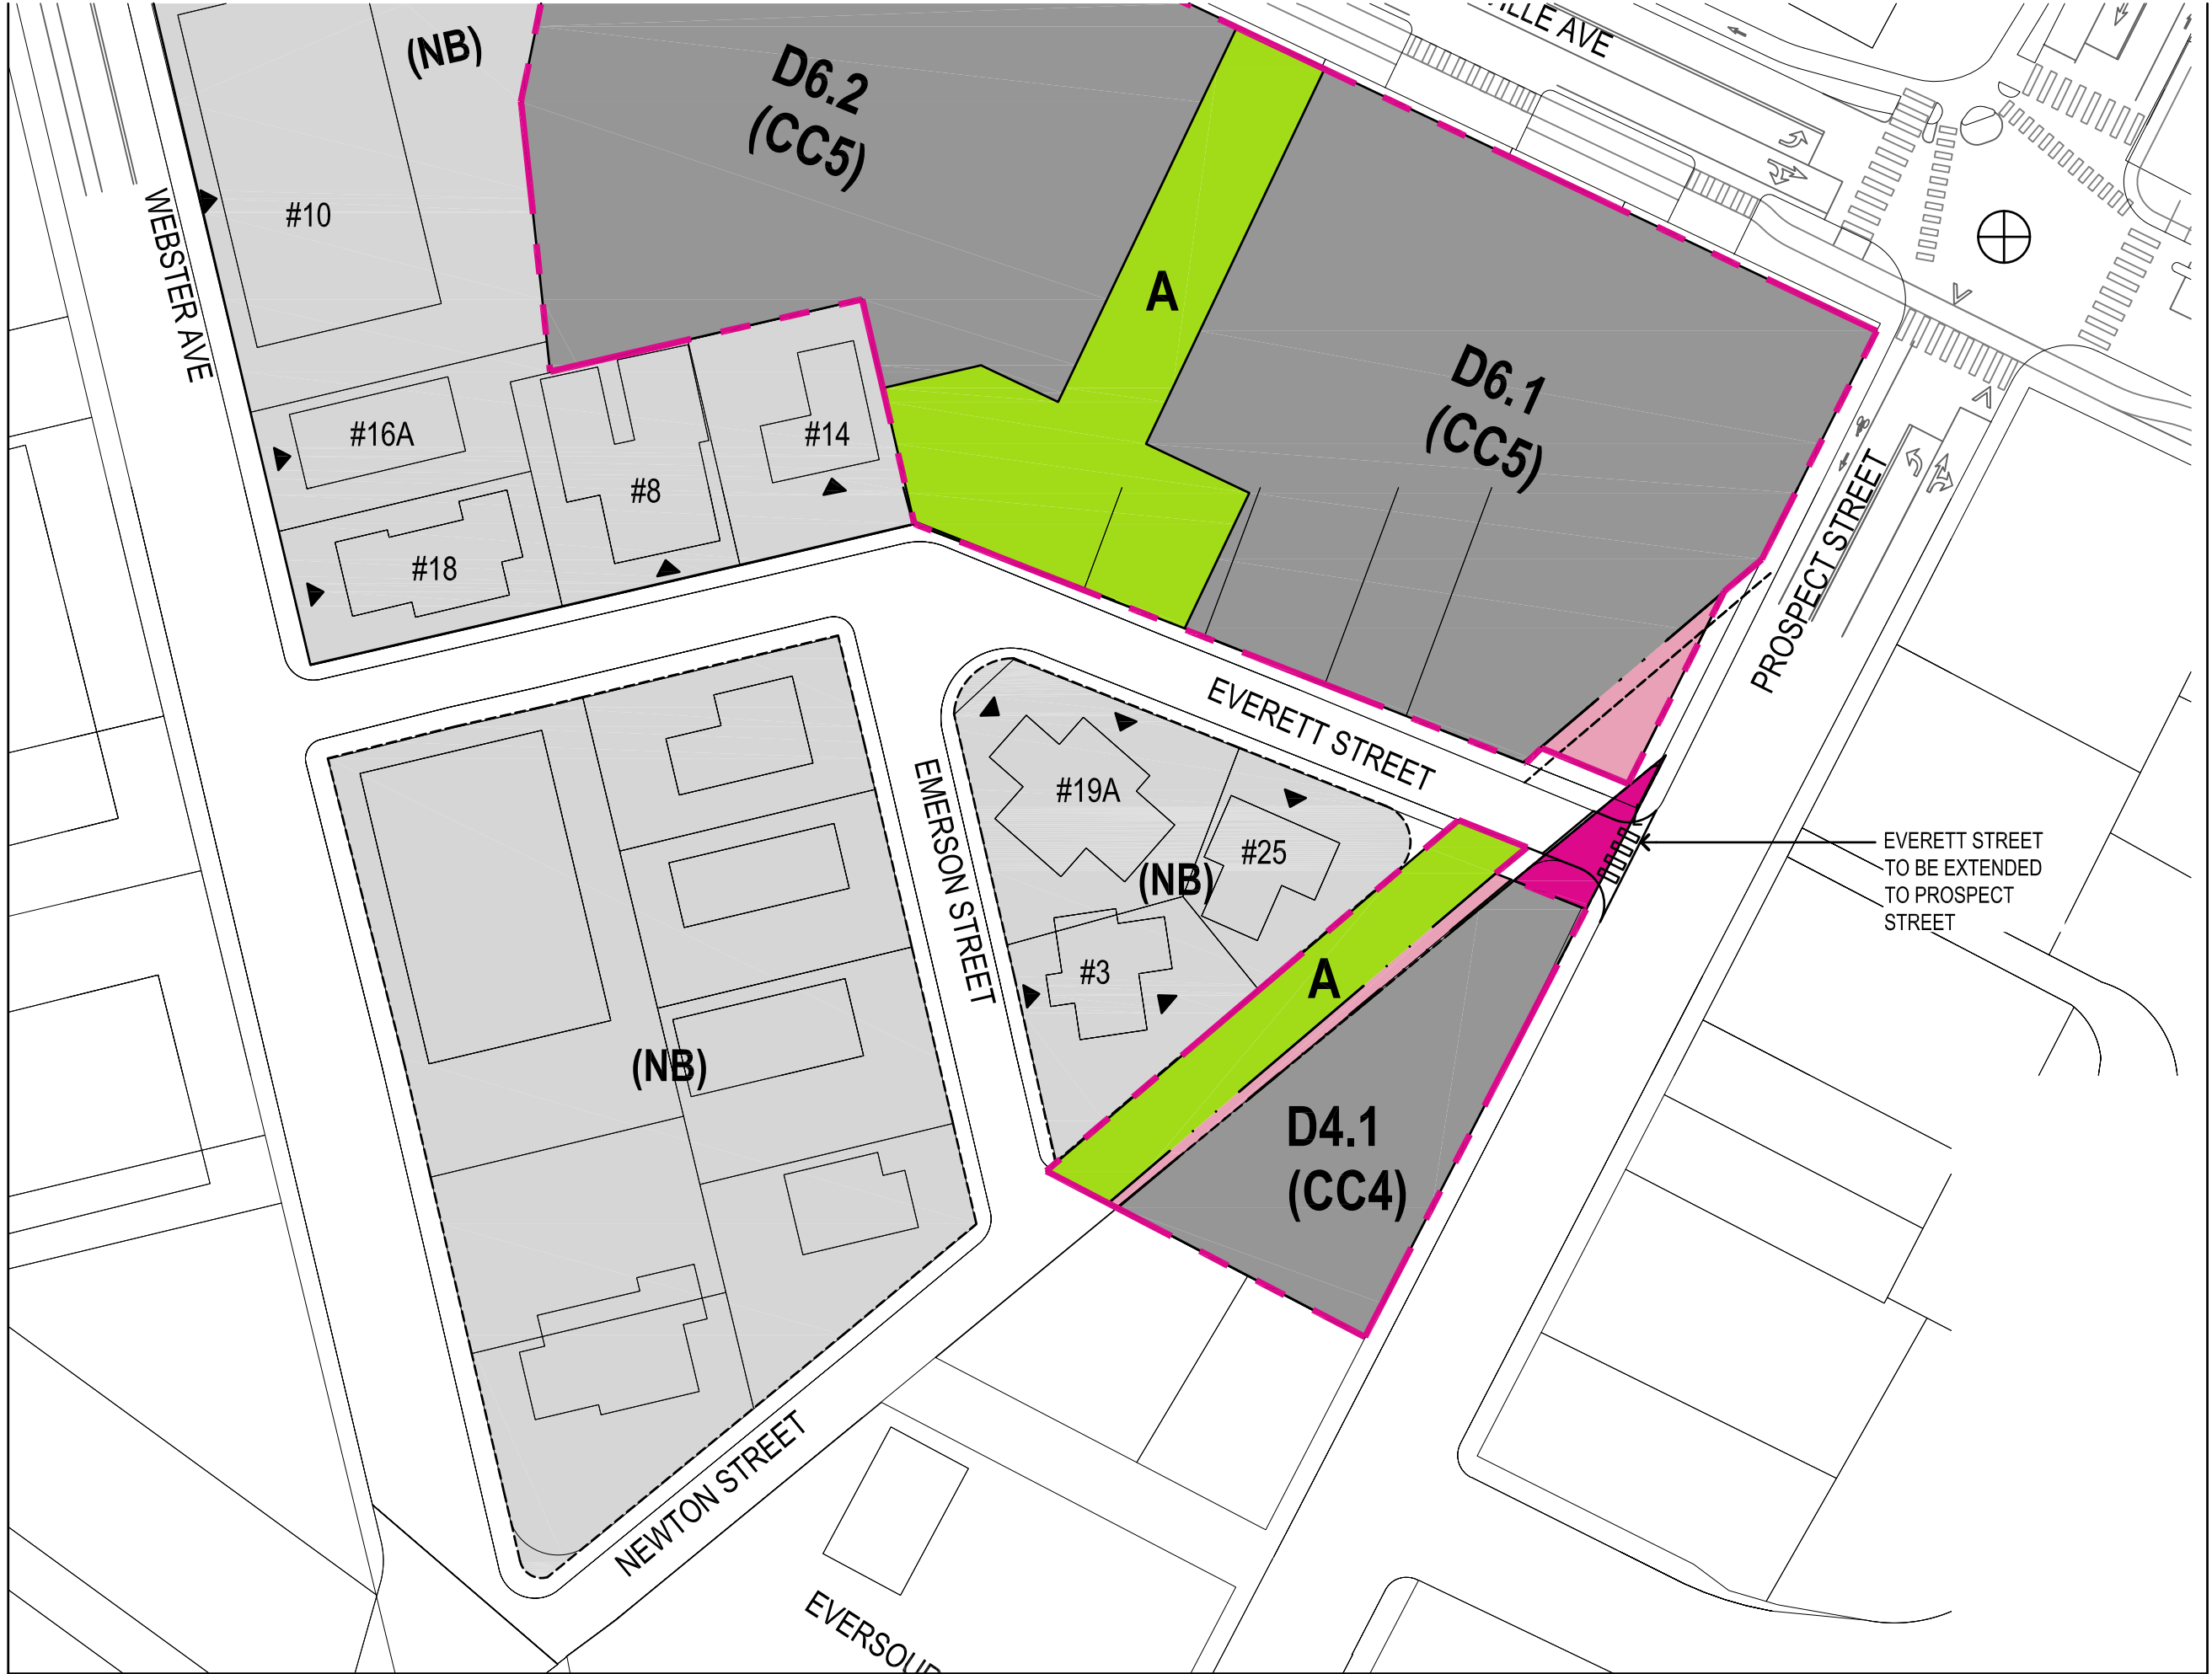 AVE
(NB)
D6.2
(CC5)
WEBSTER AVE
#10
A
D6.1
(CC5)
#16A
#14
#8
#18
PROSPECT STREET
EVERETT STREET
EMERSON STREET
#19A
#25
(NB)
#3
A
EVERETT STREET
TO BE EXTENDED
TO PROSPECT
STREET
(NB)
D4.1
(CC4)
NEWTON STREET